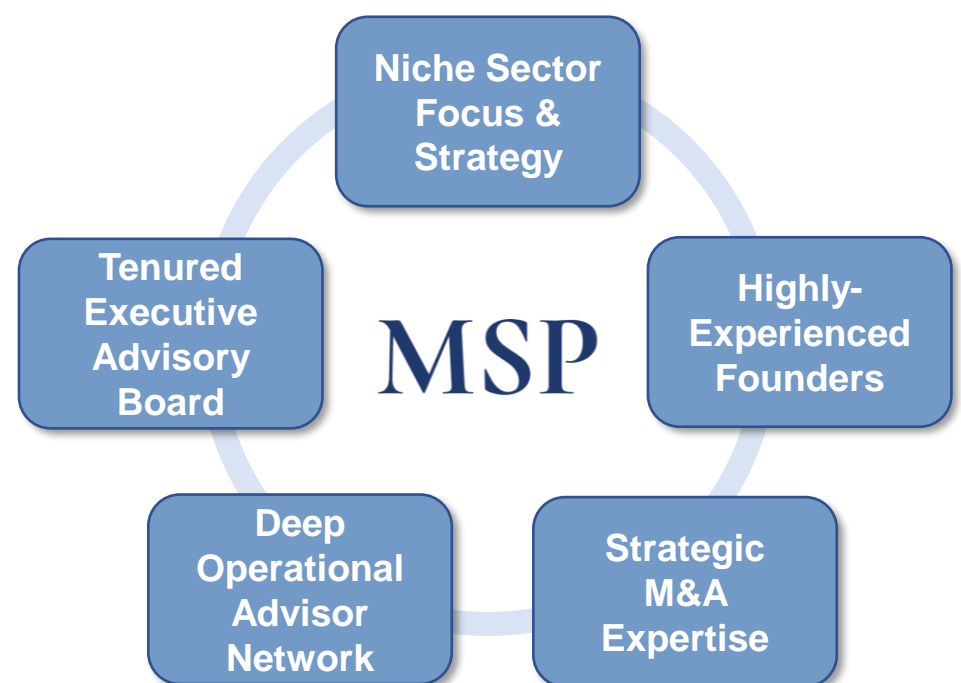 Niche Sector
Focus &
Strategy
Tenured
Executive
Advisory
Board
MSP
Highly-
Experienced
Founders
Deep
Operational
Advisor
Network
Strategic
M&A
Expertise